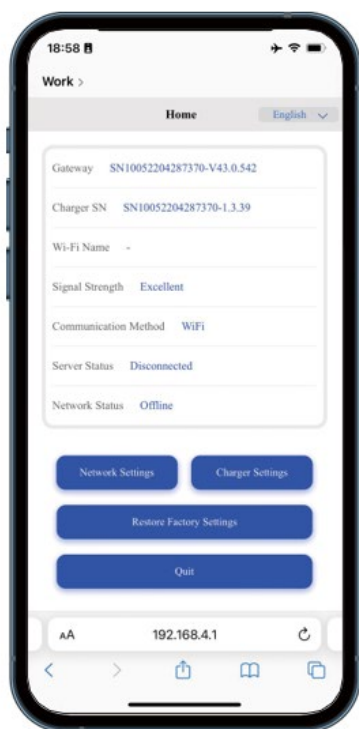 18:58
Work >
Home
English
Gateway SN10052204287370-V43.0.542
Charger SN SN10052204287370-1.3.39
Wi-Fi Name -
Signal Strength Excellent
Communication Method WiFi
Server Status Disconnected
Network Status Offline
Network Settings
Charger Settings
Restore Factory Settings
Quit
AA 192.168.4.1